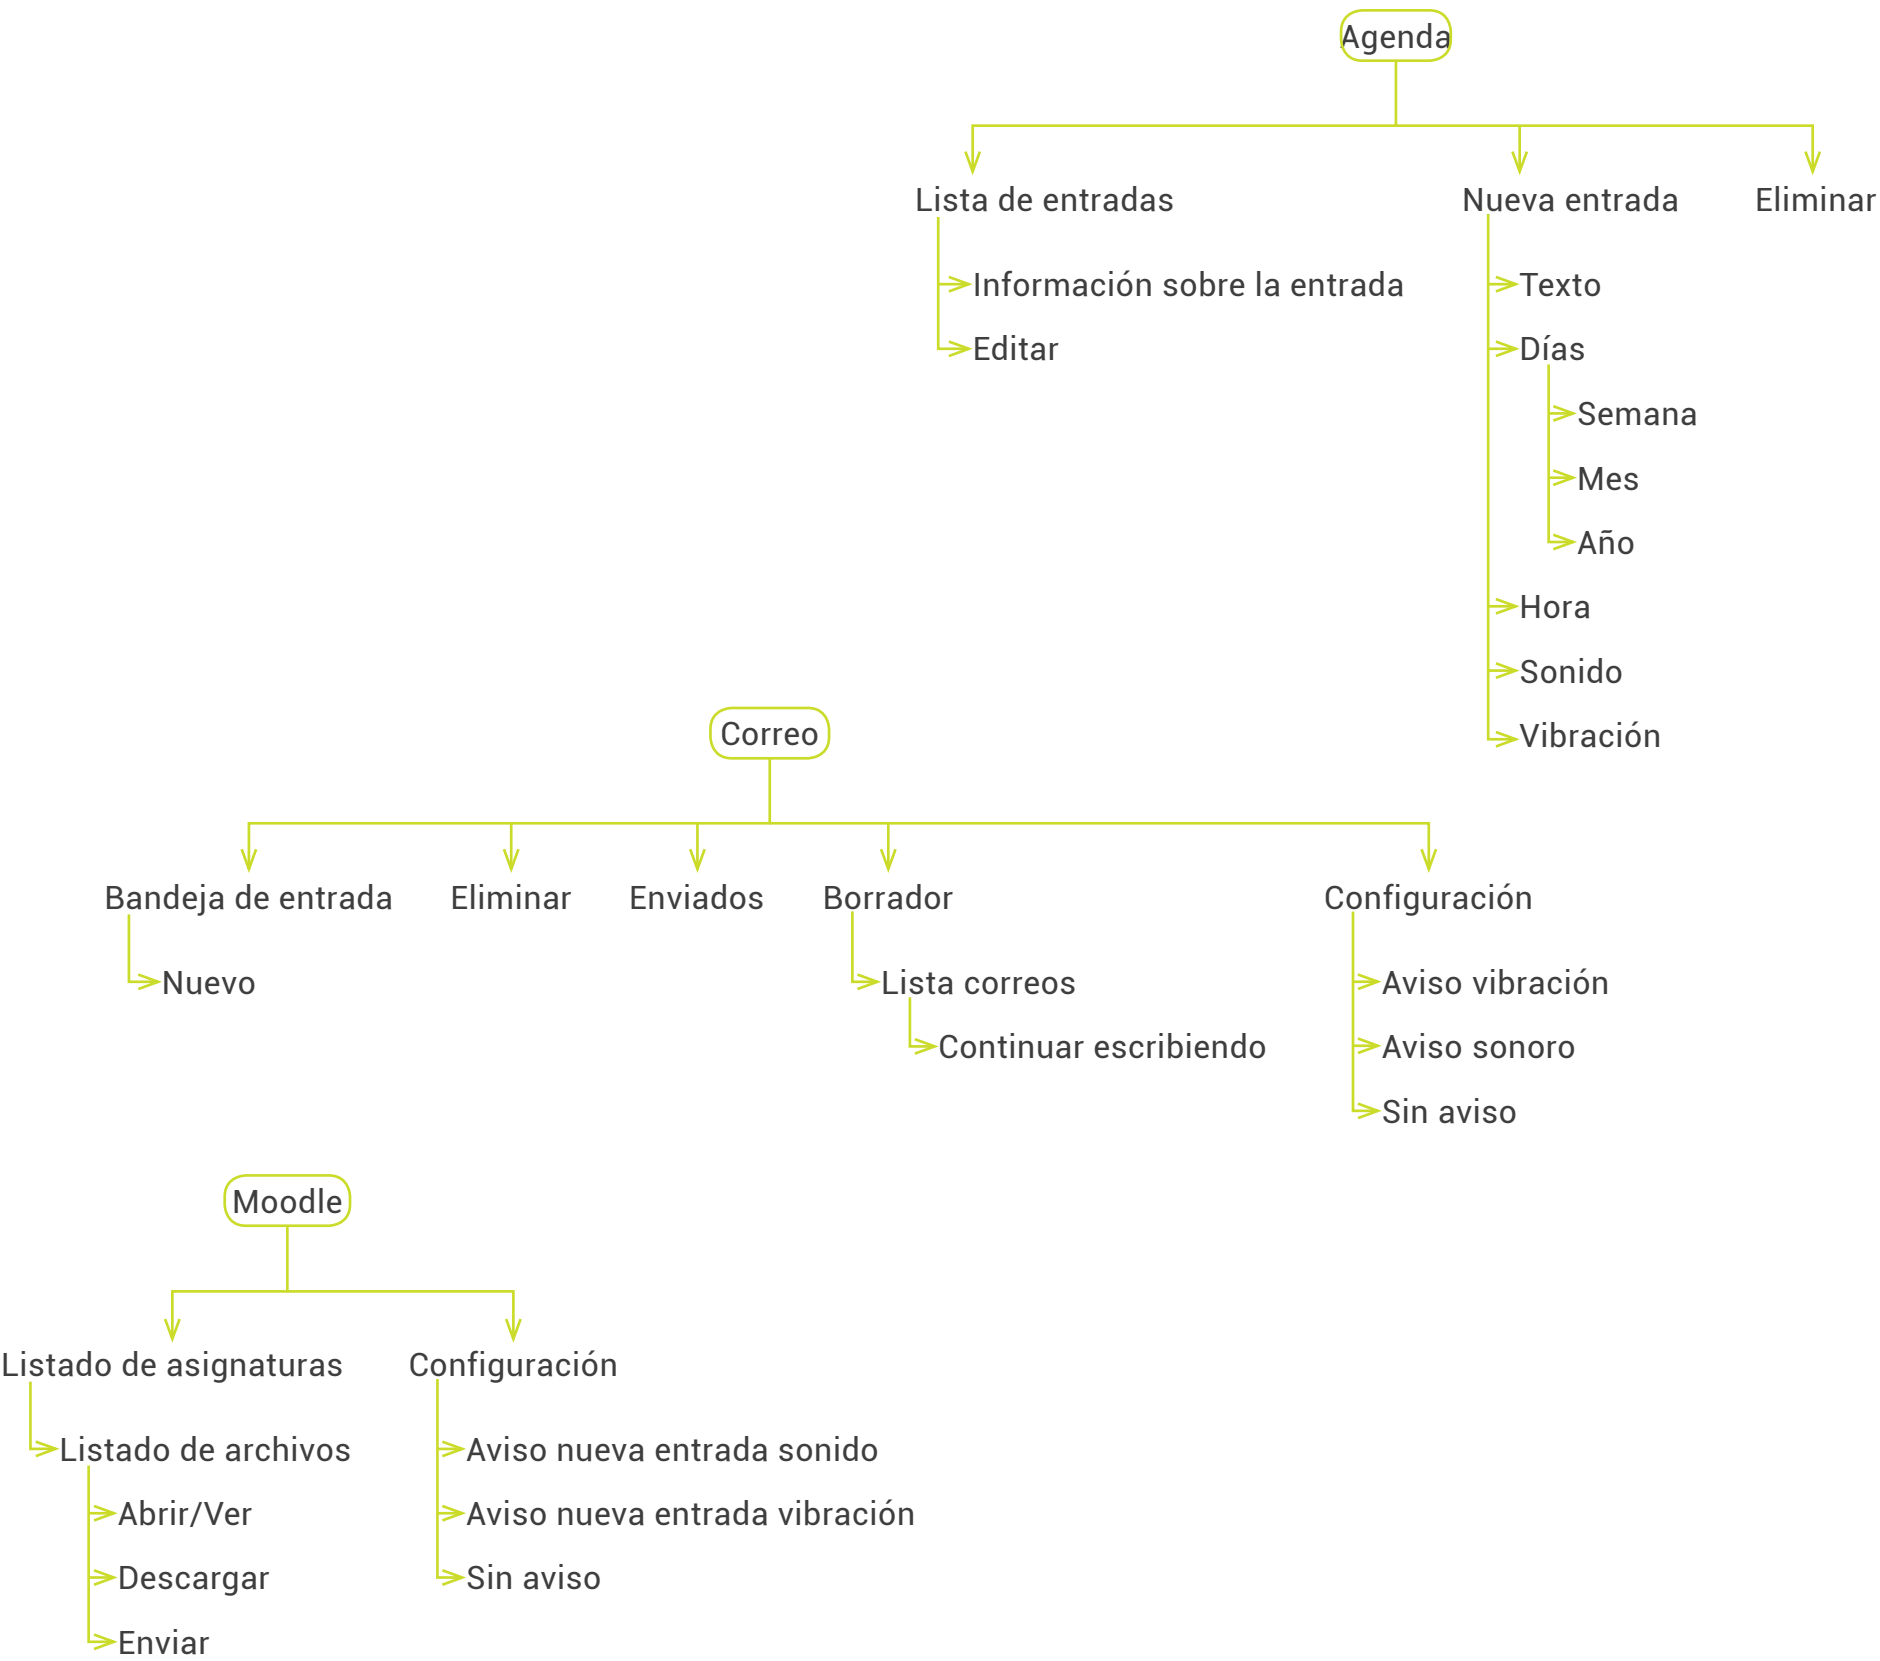 Agenda
Lista de entradas
Información sobre la entrada
Editar
Nueva entrada
Texto
Días
Semana
Mes
Año
Hora
Sonido
Vibración
Eliminar
Correo
Bandeja de entrada
Nuevo
Eliminar
Enviados
Borrador
Lista correos
Continuar escribiendo
Configuración
Aviso vibración
Aviso sonoro
Sin aviso
Moodle
Listado de asignaturas
Listado de archivos
Abrir/Ver
Descargar
Enviar
Configuración
Aviso nueva entrada sonido
Aviso nueva entrada vibración
Sin aviso